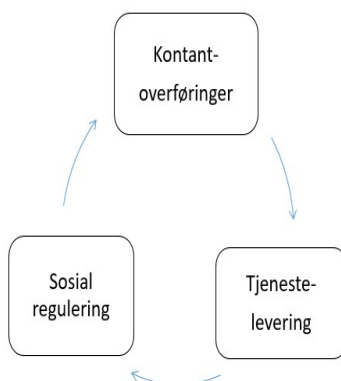 Kontant-
overføringer
Sosial
regulering
Tjeneste-
levering